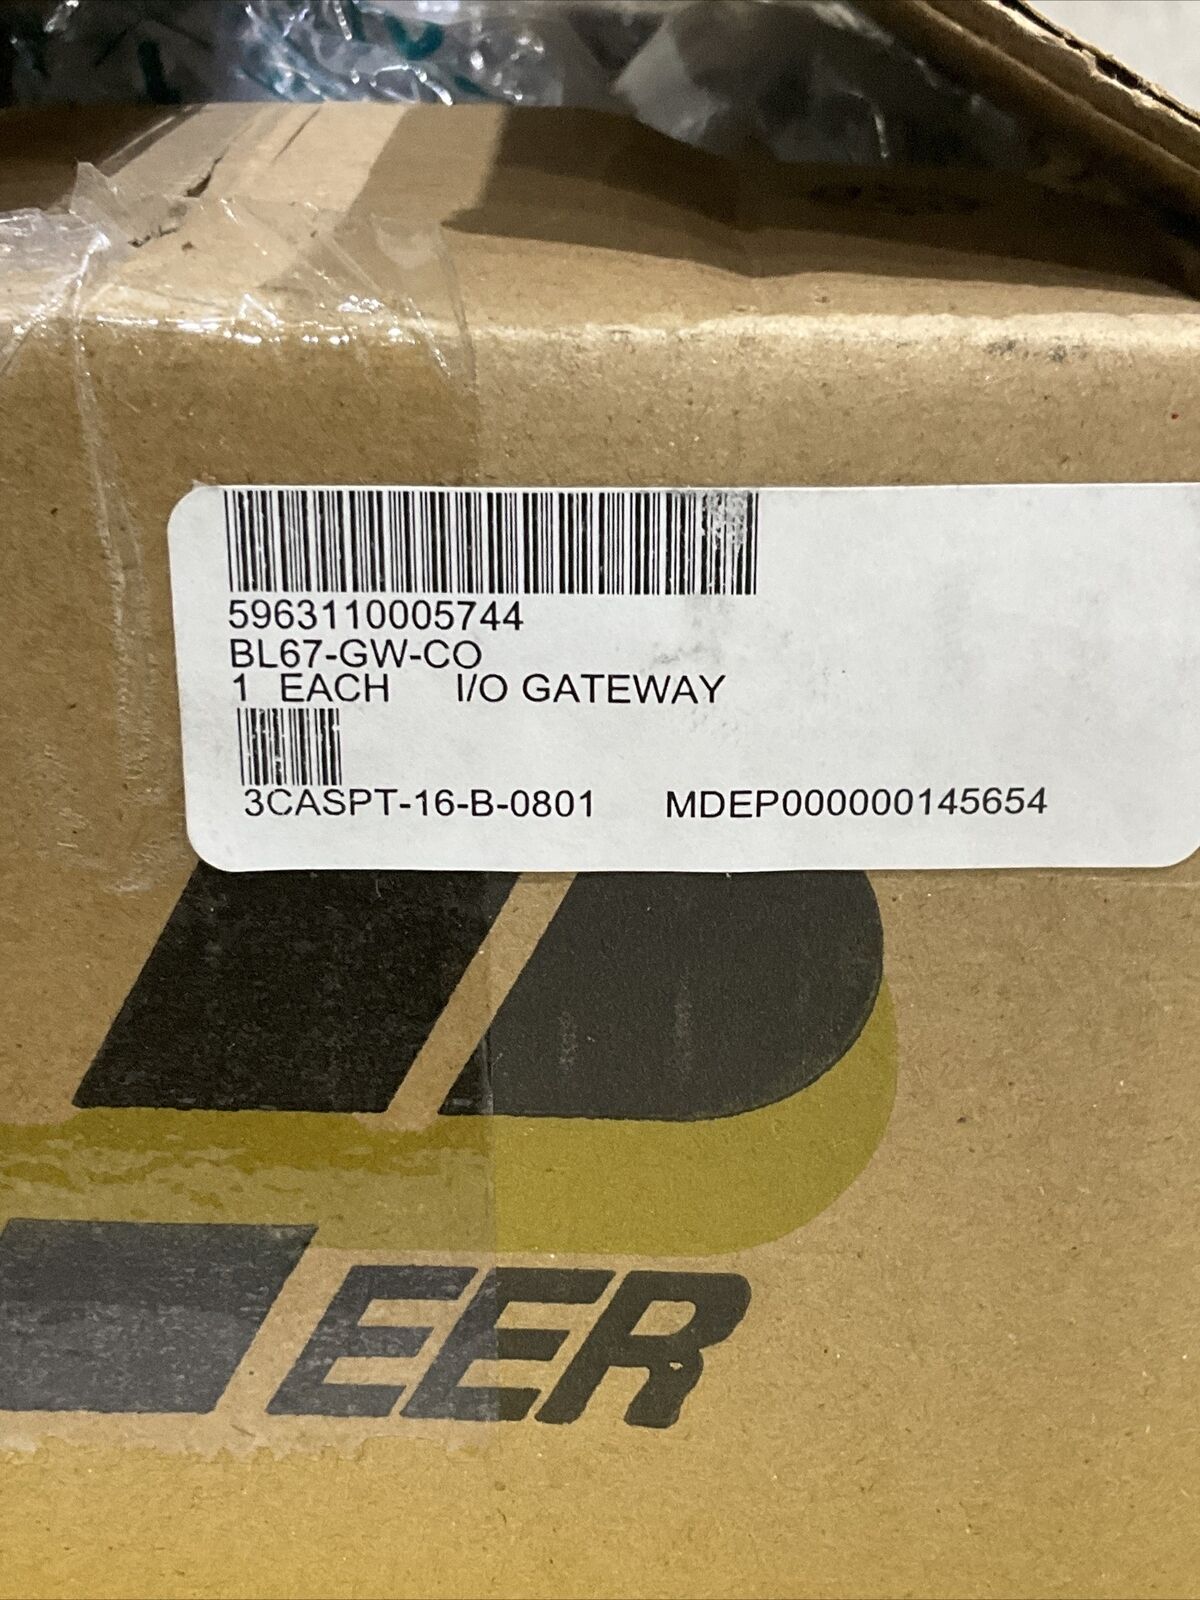 5963110005744
BL67-GW-CO
1 EACH I/O GATEWAY
3CASPT-16-B-0801 MDEP000000145654
EER